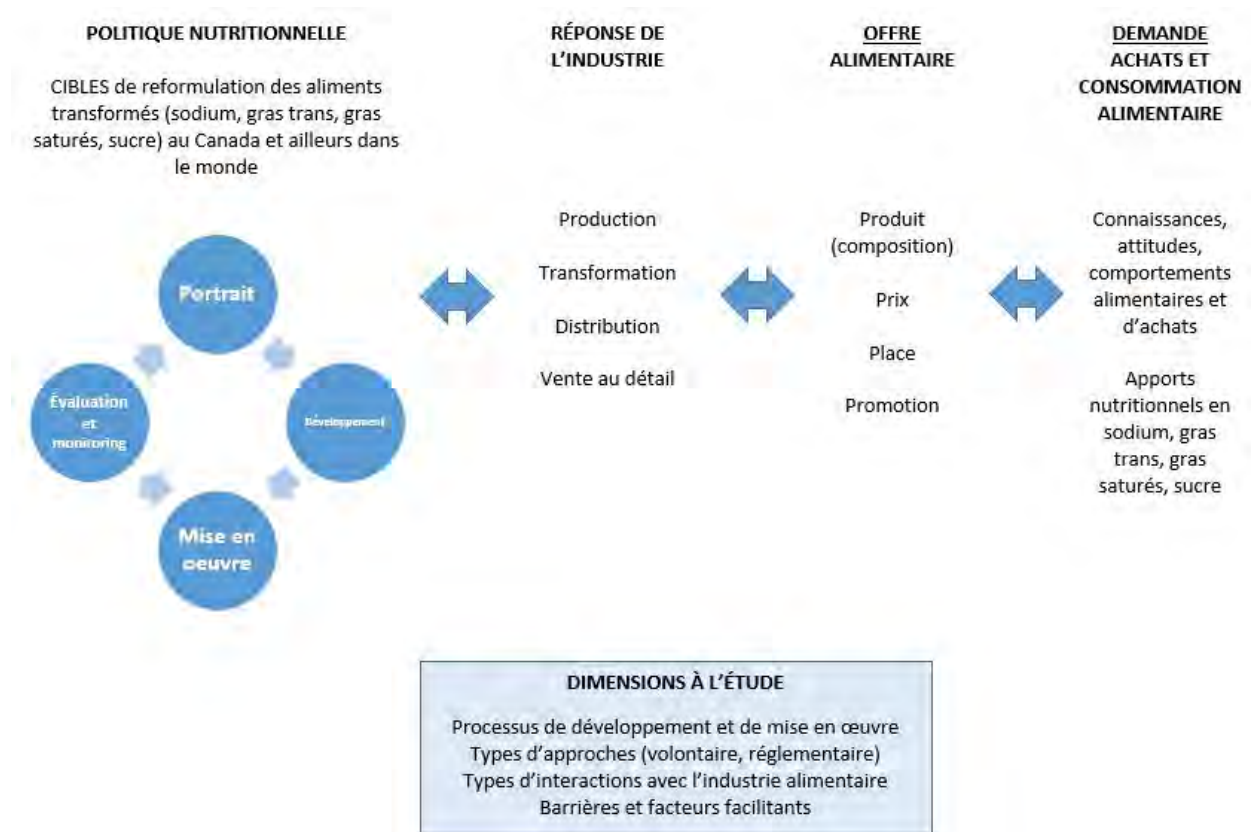 POLITIQUE NUTRITIONNELLE
CIBLES de reformulation des aliments
transformés (sodium, gras trans, gras
saturés, sucre) au Canada et ailleurs dans
le monde
Portrait
Développement
Mise en
oeuvre
Évaluation
et
monitoring
RÉPONSE DE
L'INDUSTRIE
Production
Transformation
Distribution
Vente au détail
OFFRE
ALIMENTAIRE
Produit
(composition)
Prix
Place
Promotion
DEMANDE
ACHATS ET
CONSOMMATION
ALIMENTAIRE
Connaissances,
attitudes,
comportements
alimentaires et
d'achats
Apports
nutritionnels en
sodium, gras
trans, gras
saturés, sucre
DIMENSIONS À L'ÉTUDE
Processus de développement et de mise en œuvre
Types d'approches (volontaire, réglementaire)
Types d'interactions avec l'industrie alimentaire
Barrières et facteurs facilitants